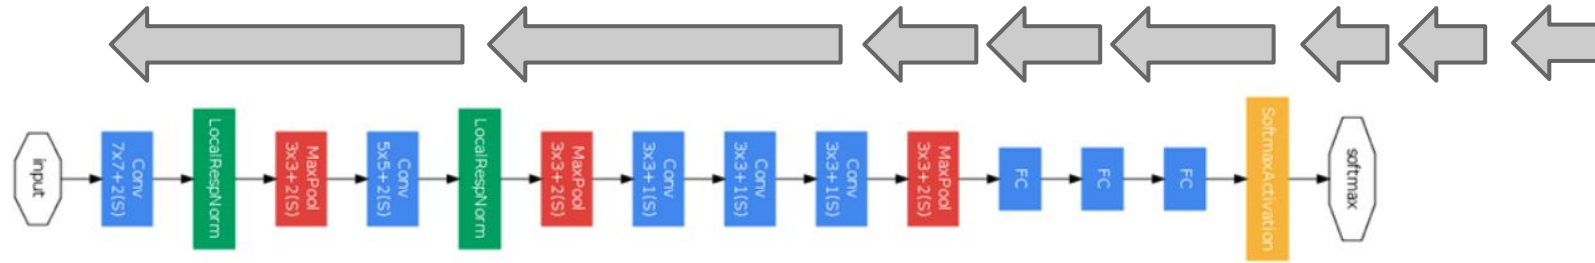 input
Conv
7x7+2(S)
LocalRespNorm
MaxPool
3x3+2(S)
Conv
5x5+2(S)
LocalRespNorm
MaxPool
3x3+2(S)
Conv
3x3+1(S)
Conv
3x3+1(S)
Conv
3x3+1(S)
MaxPool
3x3+2(S)
FC
FC
FC
SoftmaxActivation
softmax